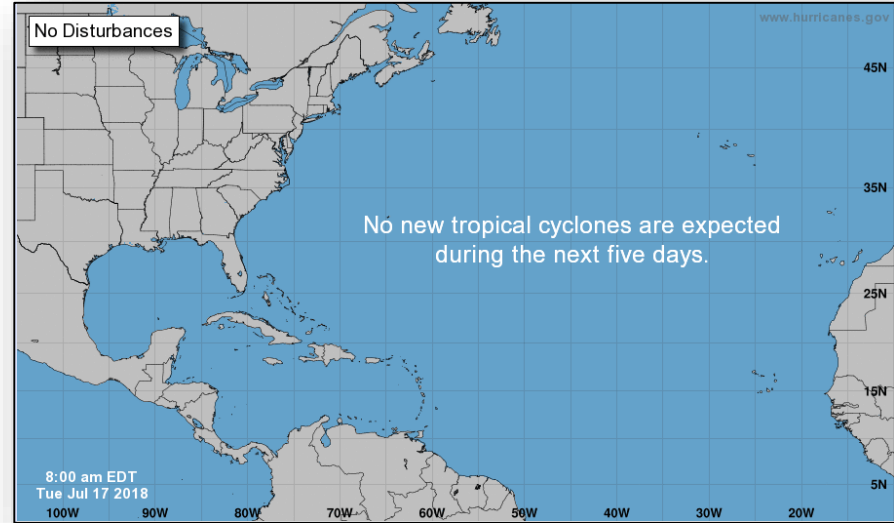 No Disturbances
www.hurricanes.gov
45N
35N
No new tropical cyclones are expected
during the next five days.
25N
15N
8:00 am EDT
Tue Jul 17 2018
5N
100W 90W 80W 70W 60W 50W 40W 30W 20W